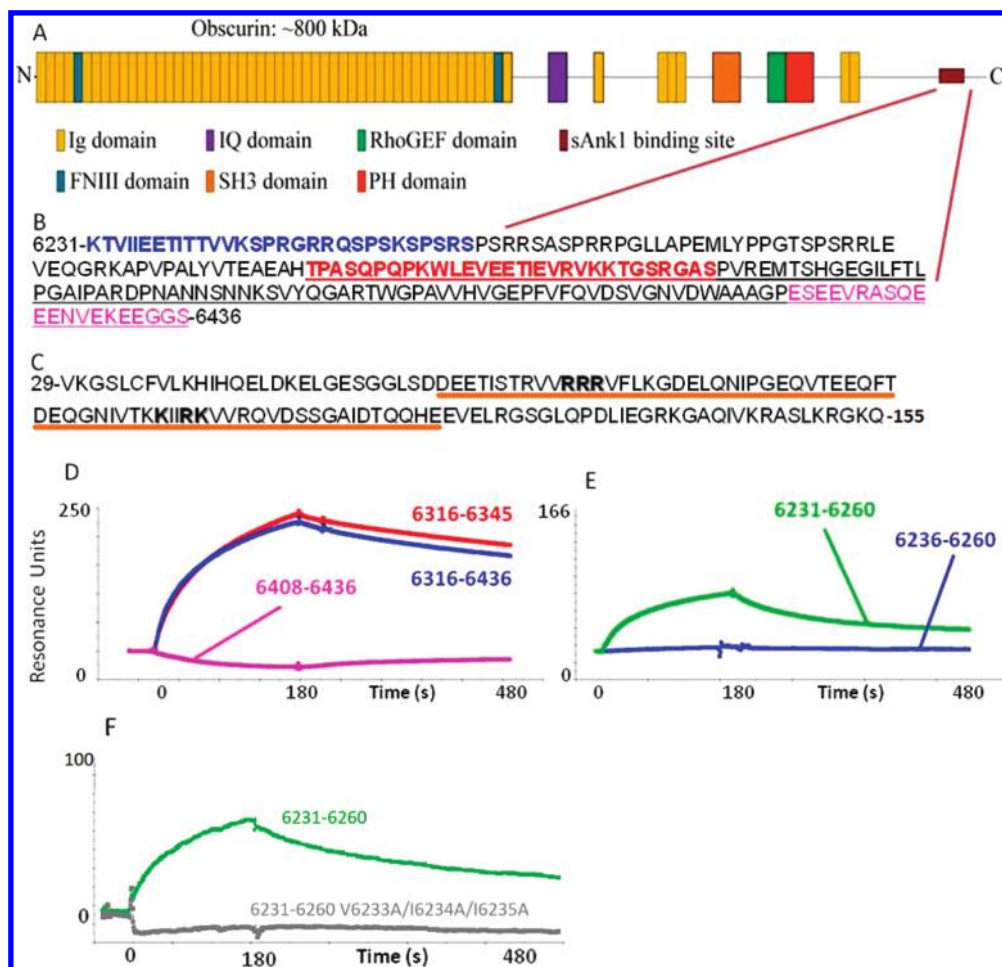 A
Obscurin: ~800 kDa
N
C
Ig domain
IQ domain
RhoGEF domain
sAnk1 binding site
FNIII domain
SH3 domain
PH domain
B
6231-KTVIIEETITTVVKSPRGRRQSPSKSPSRSPSRRSASPRRPGLLAPEMLYPPGTSPSRRLE
VEQGRKAPVPALYVTEAEAHTPASQPQPKWLEVEETIEVRVKKTGSRGASPVREMTSHGEGILFTL
PGAIPARDPNANNSNNKSVYQGARTWGPAVVHVGEPFVFQVDSVGNVDWAAAGPESEEVRASQE
EENVEKEEGGS-6436
C
29-VKGSLCFVLKHIHQELDKELGESGGLSDDEETISTRVVRRRVFLKGDELQNIPGEQVTEEQFT
DEQGNIVTKKIIRKVVRQVDSSGAIDTQQHEEVELRGSGLQPDLIEGRKGAQIVKRASLKRGKQ-155
D
250
6316-6345
6316-6436
6408-6436
Resonance Units
0
0
180
Time (s)
480
E
166
6231-6260
6236-6260
0
0
180
Time (s)
480
F
100
6231-6260
0
6231-6260 V6233A/I6234A/I6235A
0
180
Time (s)
480